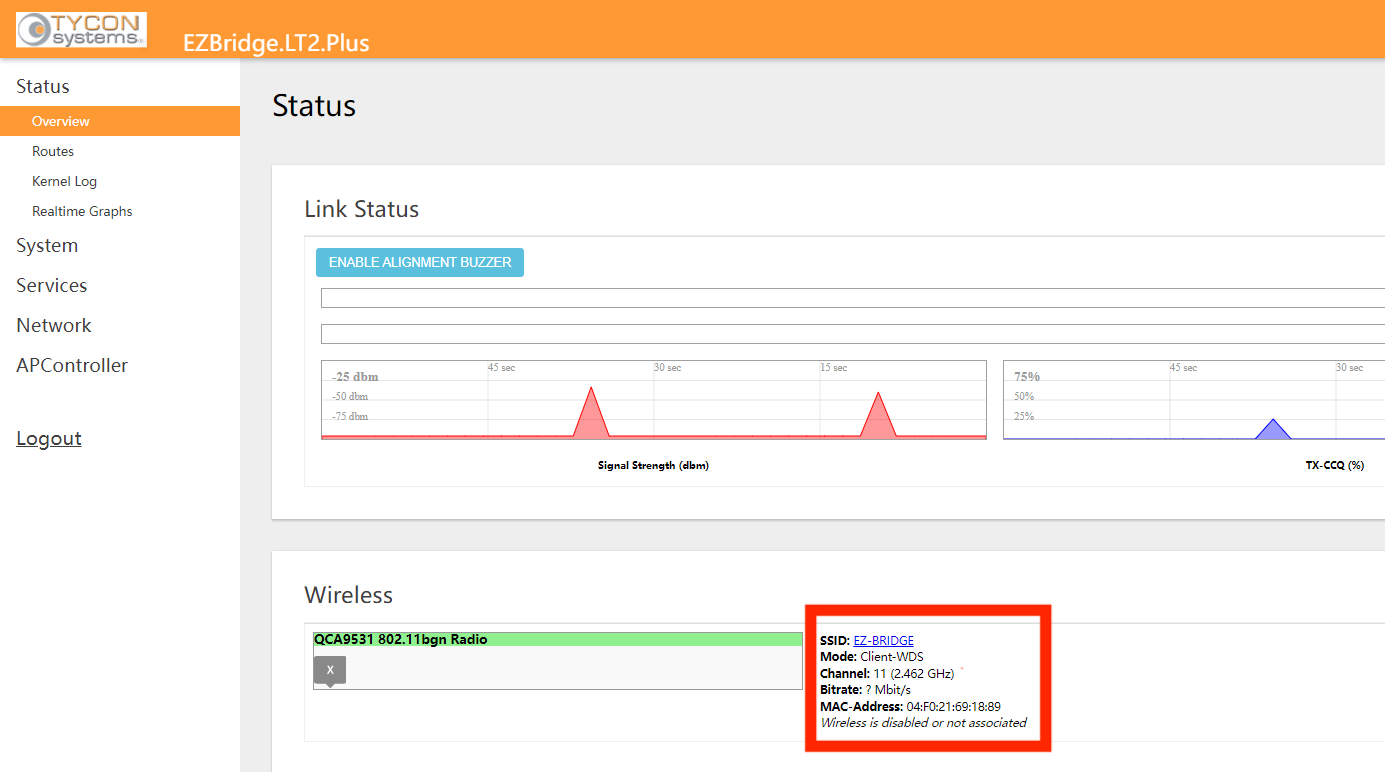 TYCON
systems
EZBridge.LT2.Plus
Status
Overview
Routes
Kernel Log
Realtime Graphs
System
Services
Network
APController
Logout
Status
Link Status
ENABLE ALIGNMENT BUZZER
45 sec
30 sec
15 sec
-25 dbm
-50 dbm
-75 dbm
Signal Strength (dbm)
45 sec
30 sec
75%
50%
25%
TX-CCQ (%)
Wireless
QCA9531 802.11bgn Radio
X
SSID: EZ-BRIDGE
Mode: Client-WDS
Channel: 11 (2.462 GHz)
Bitrate: ? Mbit/s
MAC-Address: 04:F0:21:69:18:89
Wireless is disabled or not associated